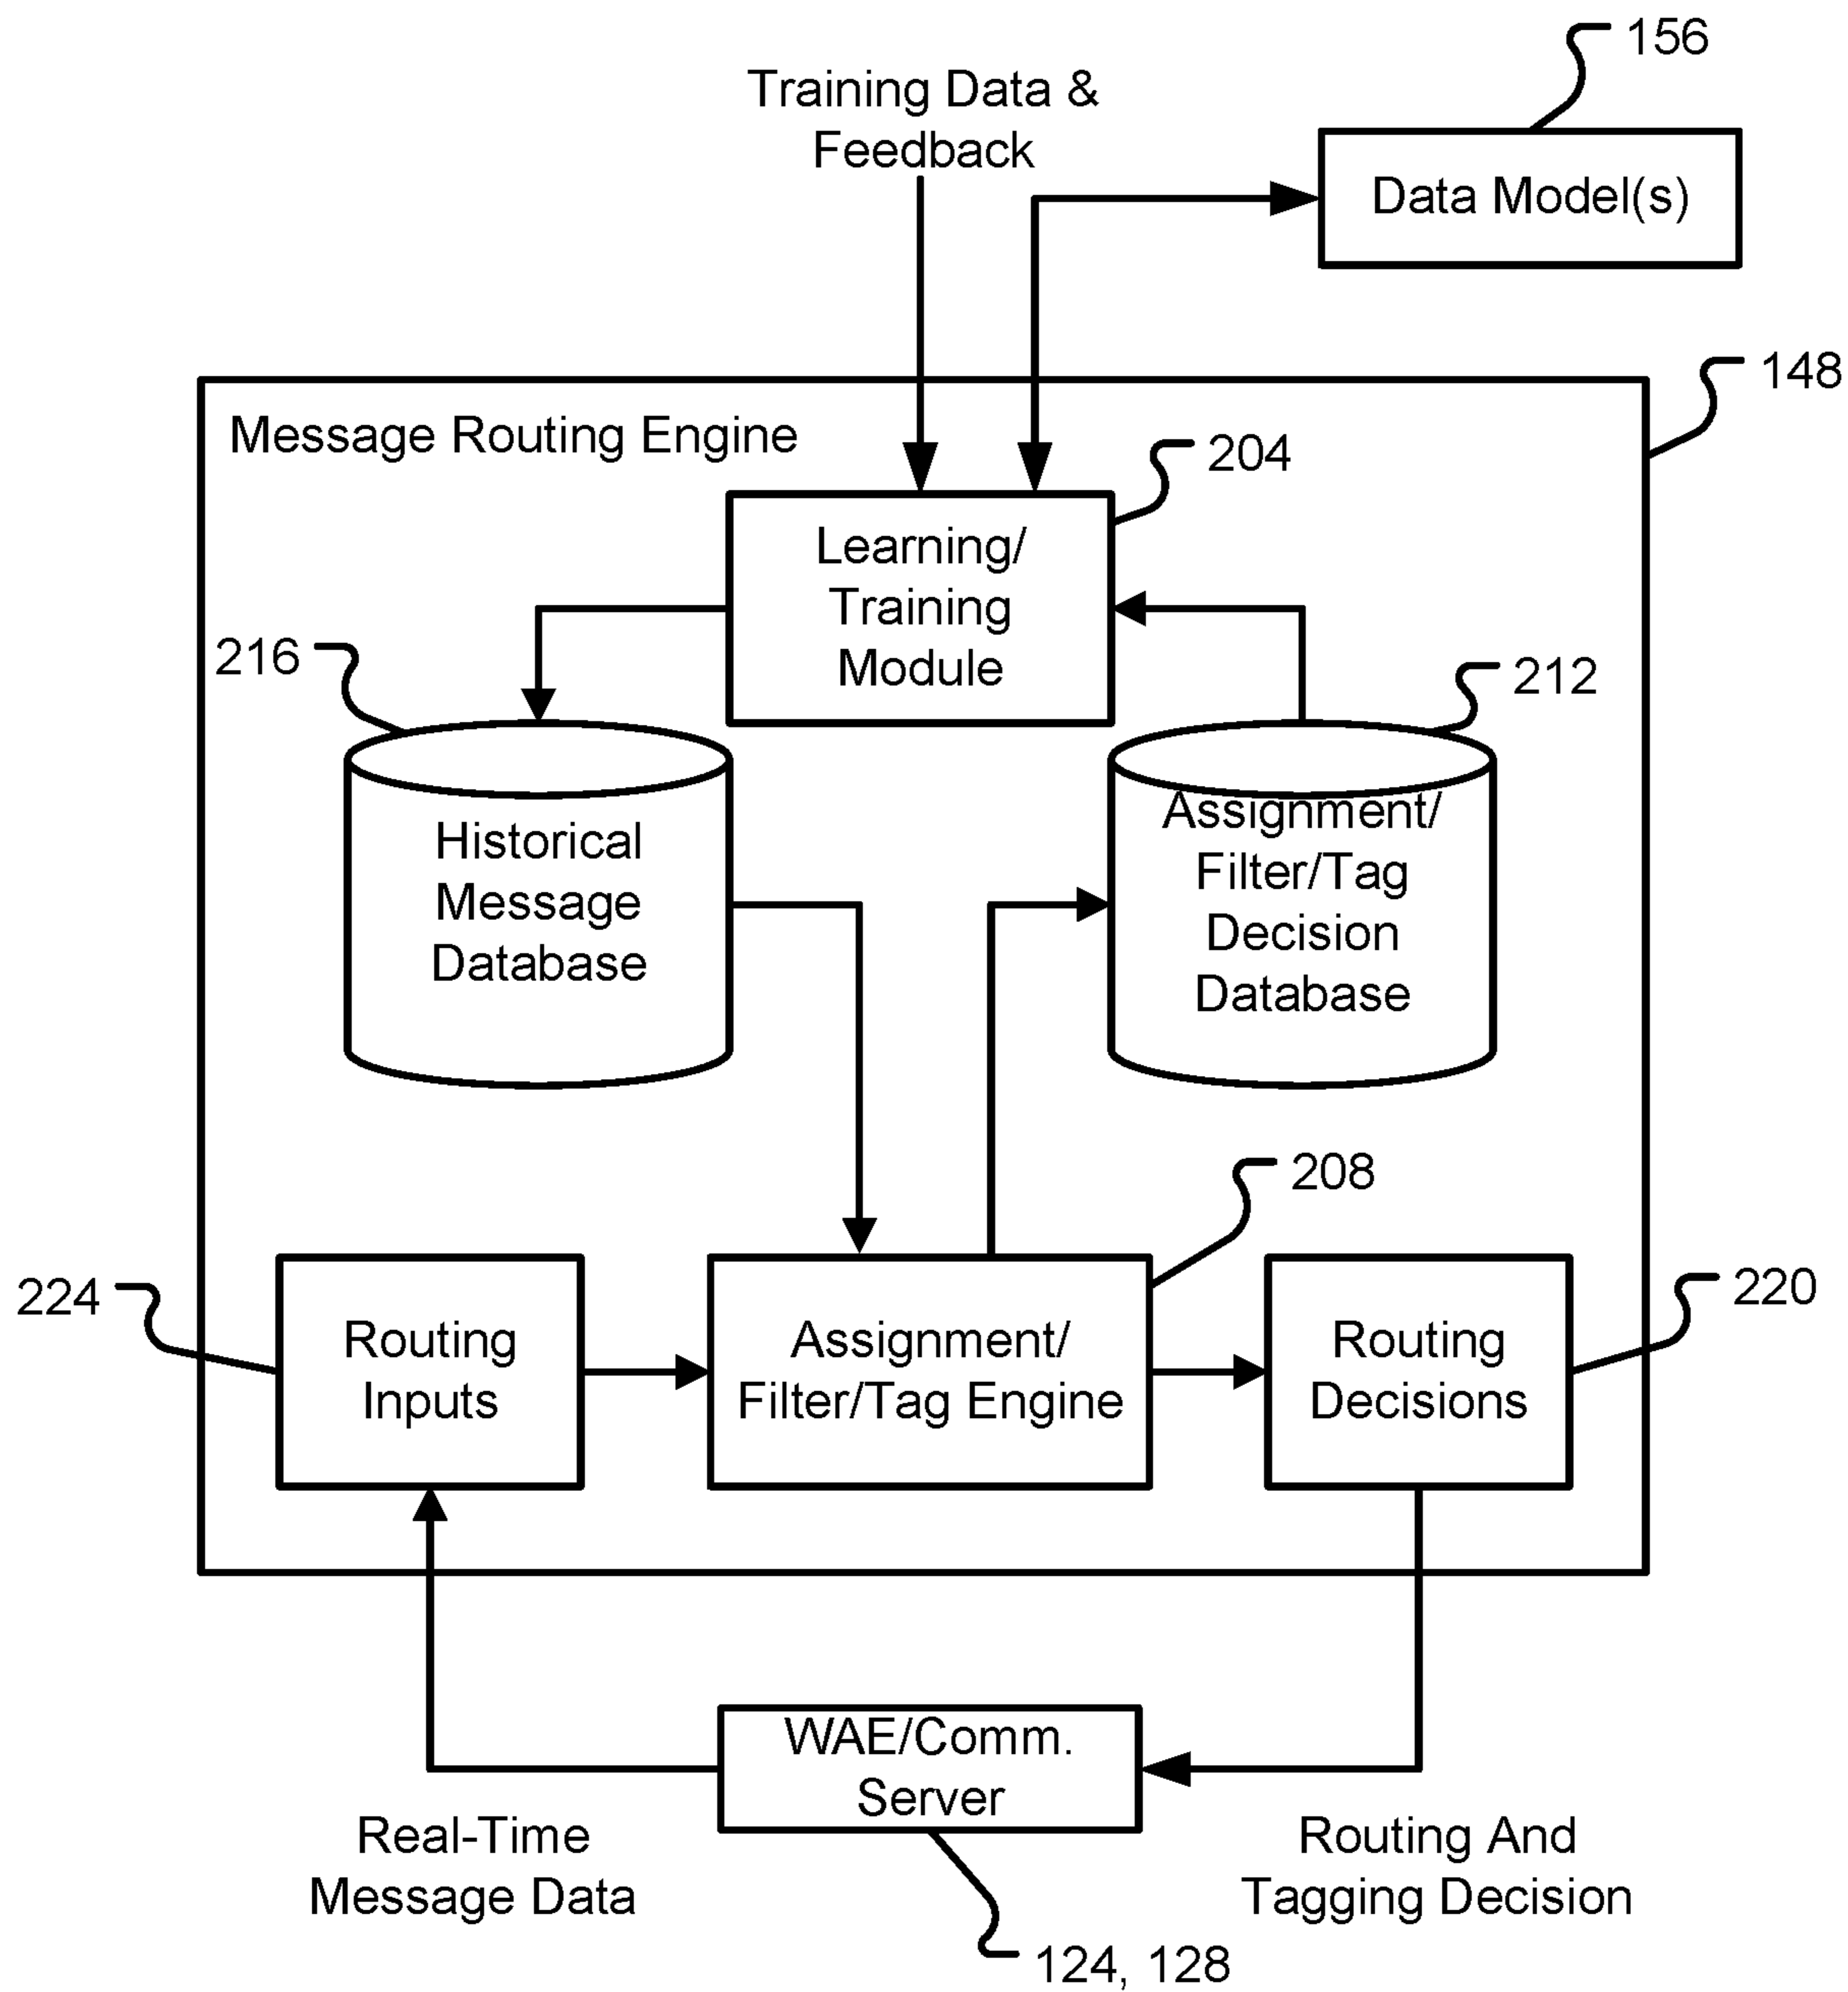 156
Training Data &
Feedback
Data Model(s)
148
Message Routing Engine
204
Learning/
Training
Module
216
212
Historical
Message
Database
Assignment/
Filter/Tag
Decision
Database
208
224
220
Routing
Inputs
Assignment/
Filter/Tag Engine
Routing
Decisions
WAE/Comm.
Server
Real-Time
Message Data
Routing And
Tagging Decision
124, 128